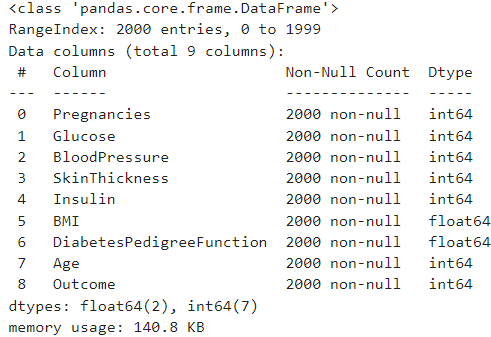 <class 'pandas.core.frame.DataFrame'>
RangeIndex: 2000 entries, 0 to 1999
Data columns (total 9 columns):
 #   Column                    Non-Null Count  Dtype
---  ------                    --------------  -----
 0   Pregnancies               2000 non-null   int64
 1   Glucose                   2000 non-null   int64
 2   BloodPressure             2000 non-null   int64
 3   SkinThickness             2000 non-null   int64
 4   Insulin                   2000 non-null   int64
 5   BMI                       2000 non-null   float64
 6   DiabetesPedigreeFunction  2000 non-null   float64
 7   Age                       2000 non-null   int64
 8   Outcome                   2000 non-null   int64
dtypes: float64(2), int64(7)
memory usage: 140.8 KB